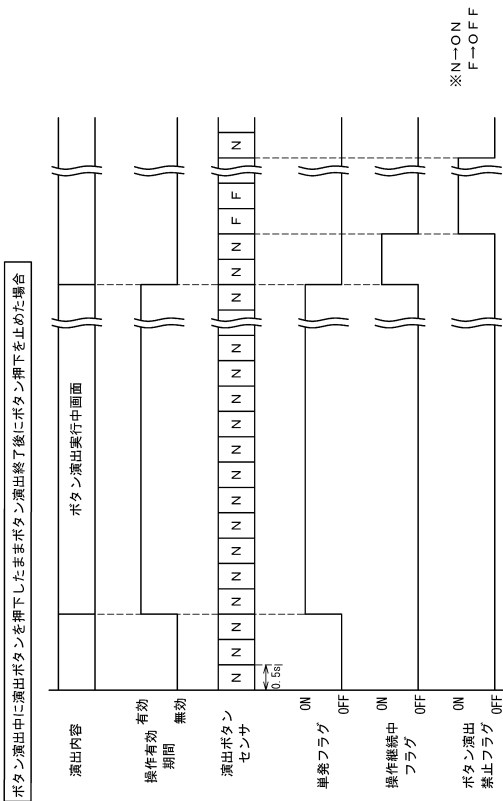 ボタン演出中に演出ボタンを押下したままボタン演出終了後にボタン押下を止めた場合
演出内容
ボタン演出実行中画面
操作有効
期間
有効
無効
演出ボタン
センサ
N N N N N N N N N N N N N N N N N F F N
0.5s
単発フラグ
ON
OFF
操作継続中
フラグ
ON
OFF
ボタン演出
禁止フラグ
ON
OFF
※N→ON
F→OFF